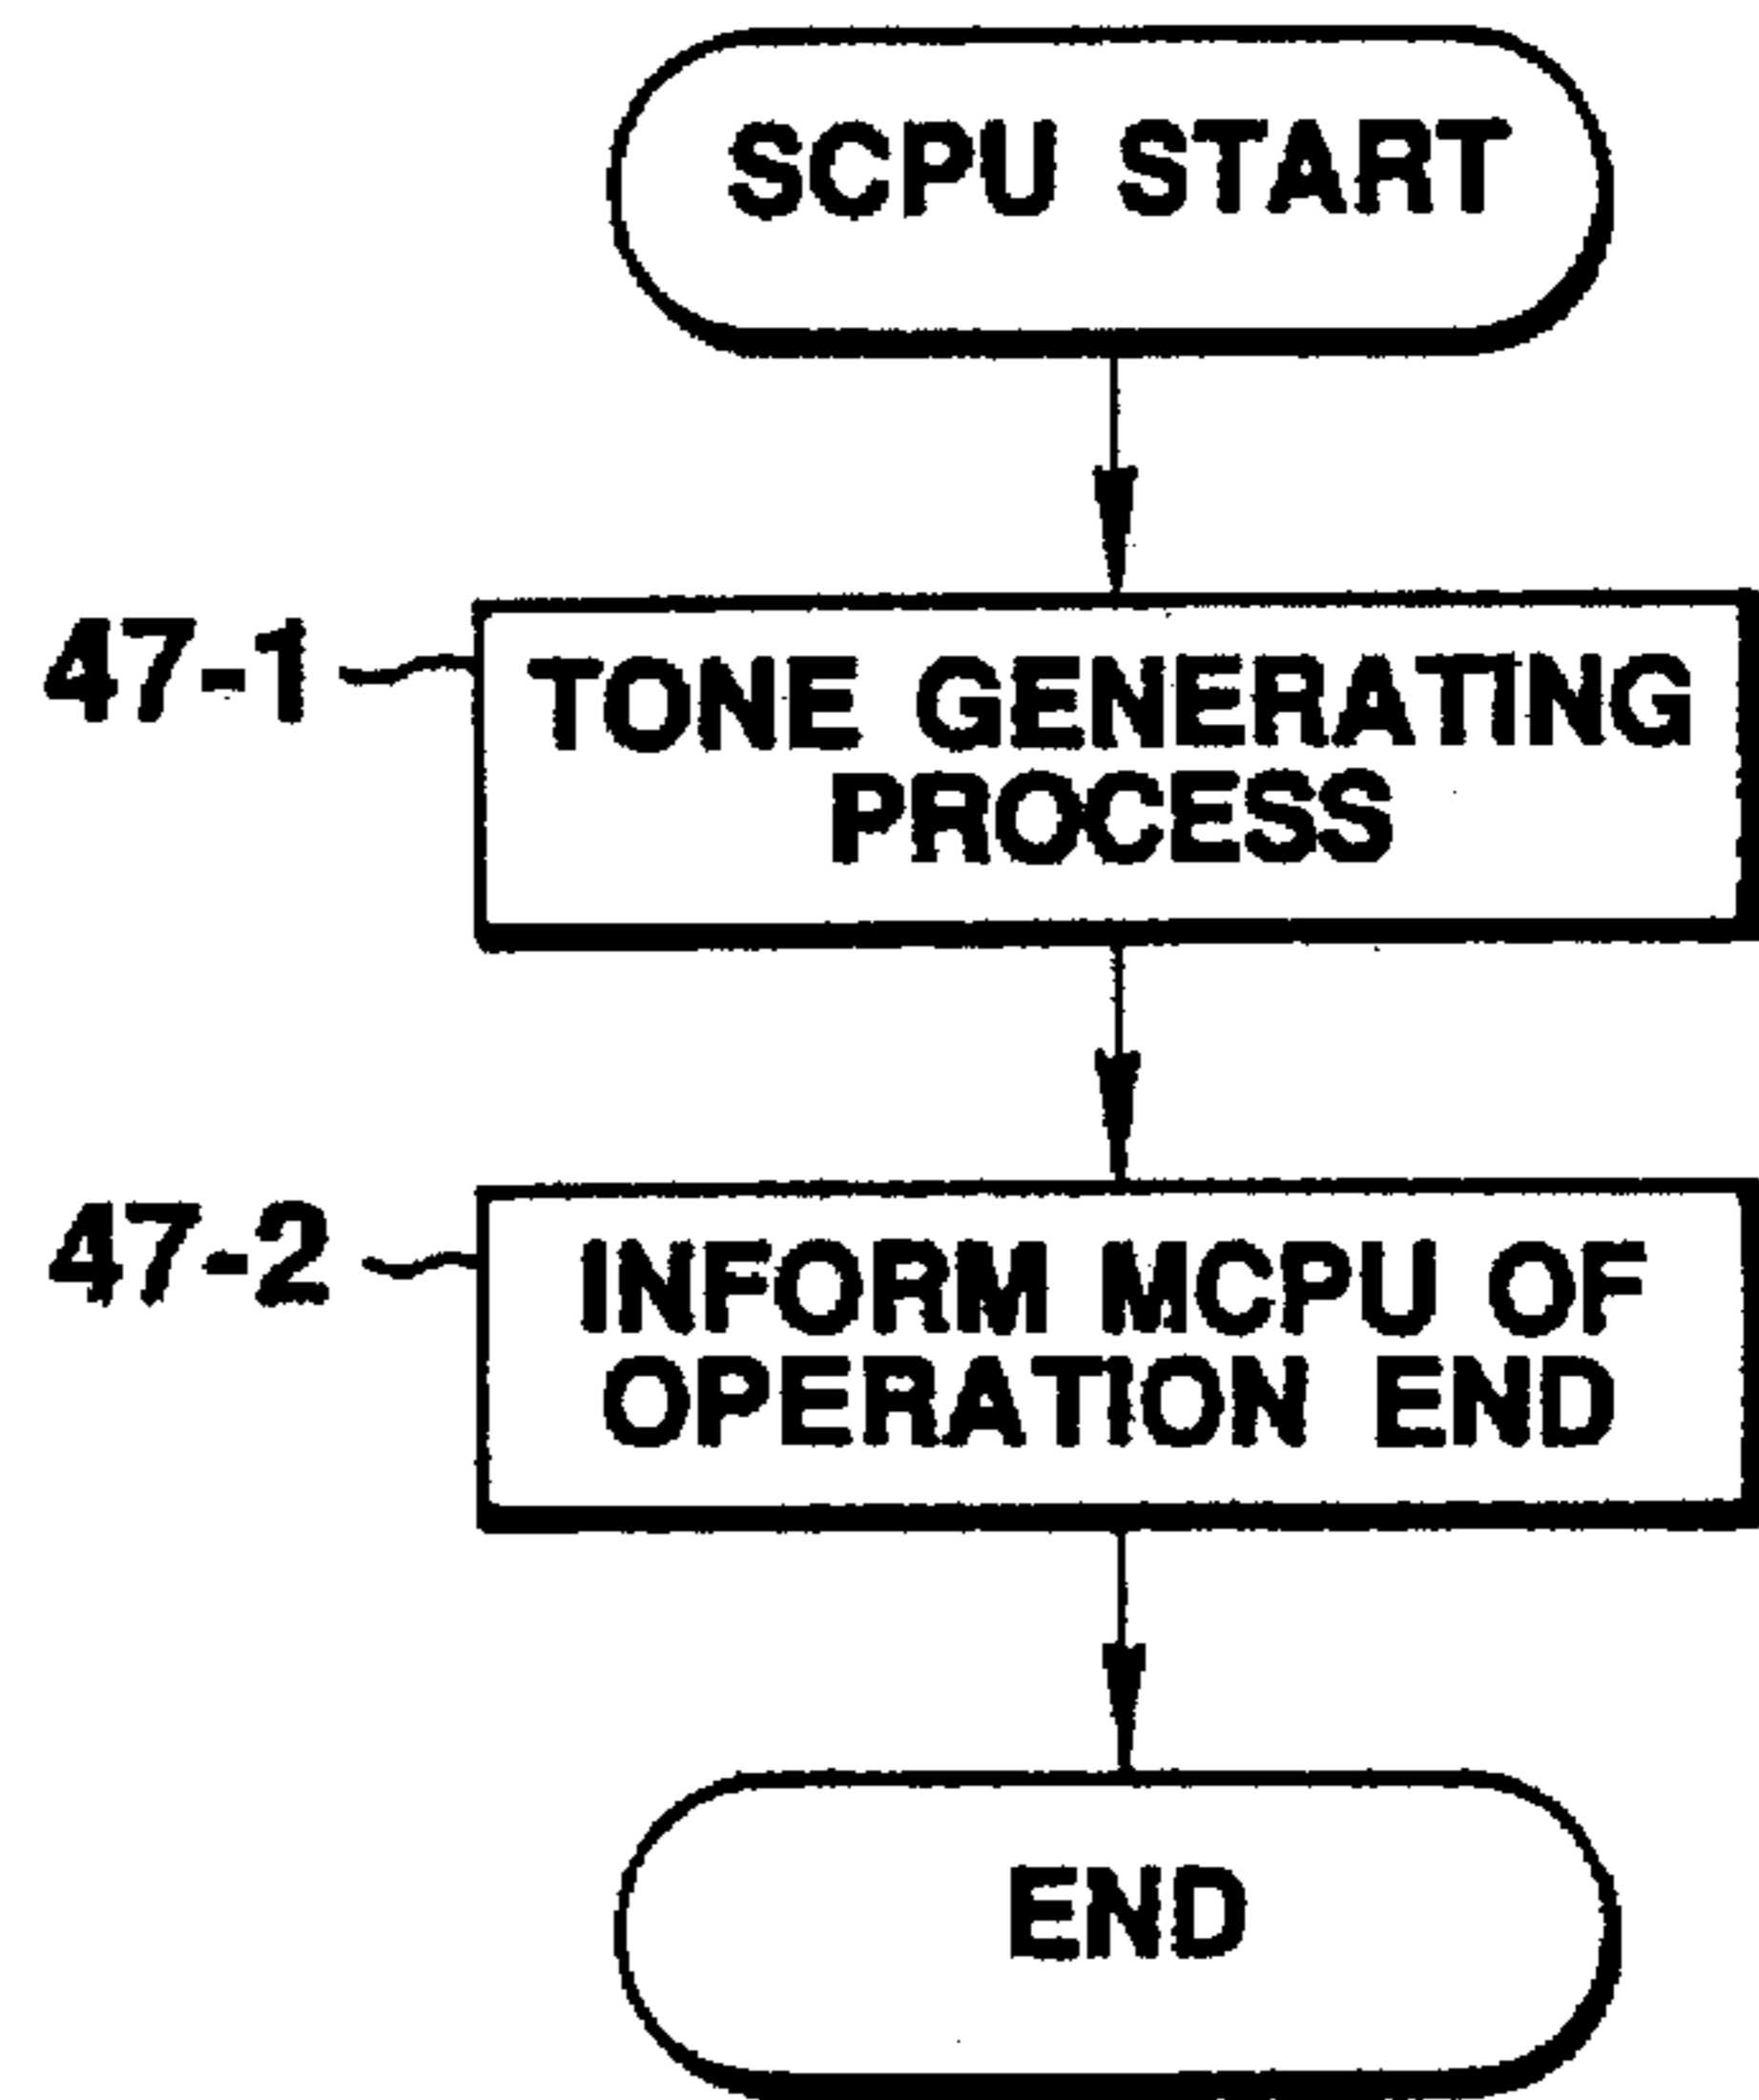 SCPU START
47-1
TONE GENERATING
PROCESS
47-2
INFORM MCPU OF
OPERATION END
END